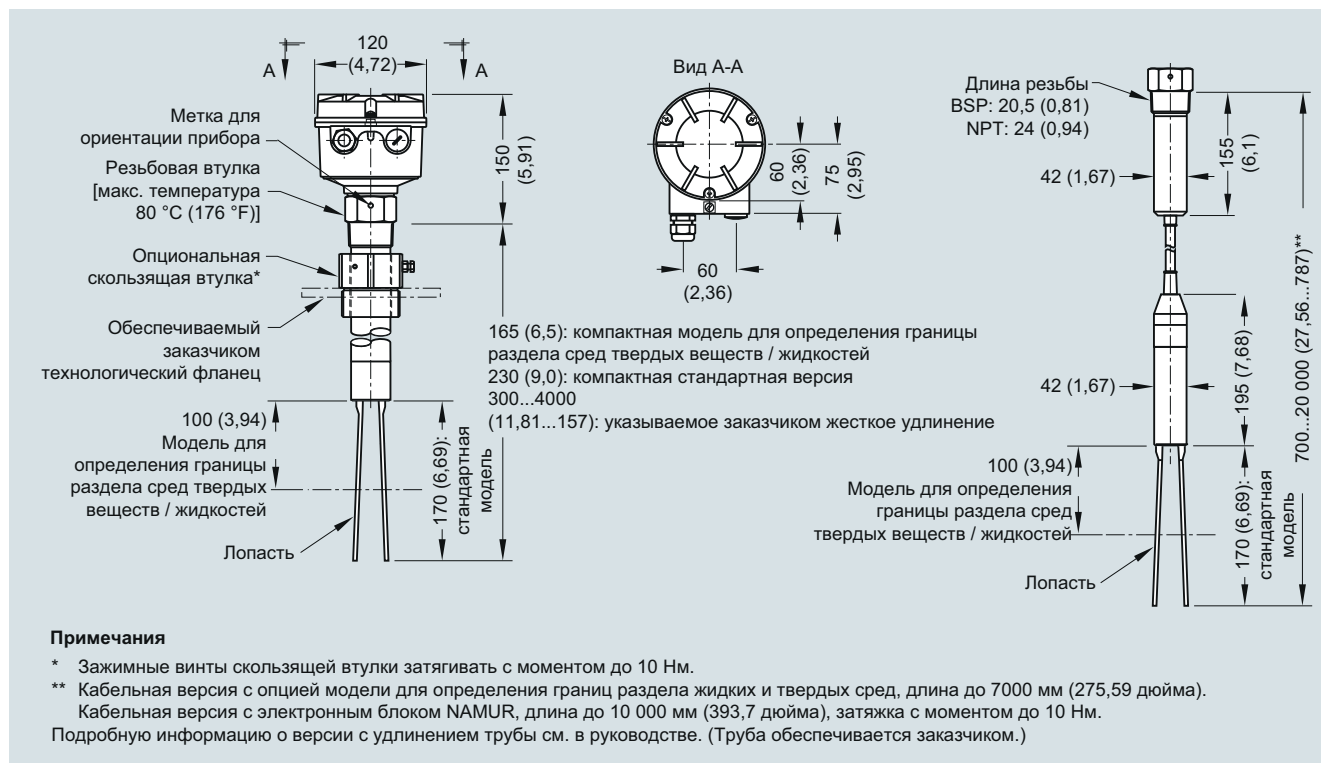 120
(4,72)
A
A
Метка для
ориентации прибора
Резьбовая втулка
[макс. температура
80 °C (176 °F)]
Опциональная
скользящая втулка*
Обеспечиваемый
заказчиком
технологический фланец
100 (3,94)
Модель для
определения границы
раздела сред твердых
веществ / жидкостей
Лопасть
150
(5,91)
170 (6,69):
стандартная
модель
Вид А-А
60
(2,36)
75
(2,95)
60
(2,36)
165 (6,5): компактная модель для определения границы
раздела сред твердых веществ / жидкостей
230 (9,0): компактная стандартная версия
300...4000
(11,81...157): указываемое заказчиком жесткое удлинение
Длина резьбы
BSP: 20,5 (0,81)
NPT: 24 (0,94)
42 (1,67)
155
(6,1)
42 (1,67)
195 (7,68)
700...20 000 (27,56...787)**
100 (3,94)
Модель для определения
границы раздела сред
твердых веществ / жидкостей
Лопасть
170 (6,69):
стандартная
модель
Примечания
* Зажимные винты скользящей втулки затягивать с моментом до 10 Нм.
** Кабельная версия с опцией модели для определения границ раздела жидких и твердых сред, длина до 7000 мм (275,59 дюйма).
Кабельная версия с электронным блоком NAMUR, длина до 10 000 мм (393,7 дюйма), затяжка с моментом до 10 Нм.
Подробную информацию о версии с удлинением трубы см. в руководстве. (Труба обеспечивается заказчиком.)